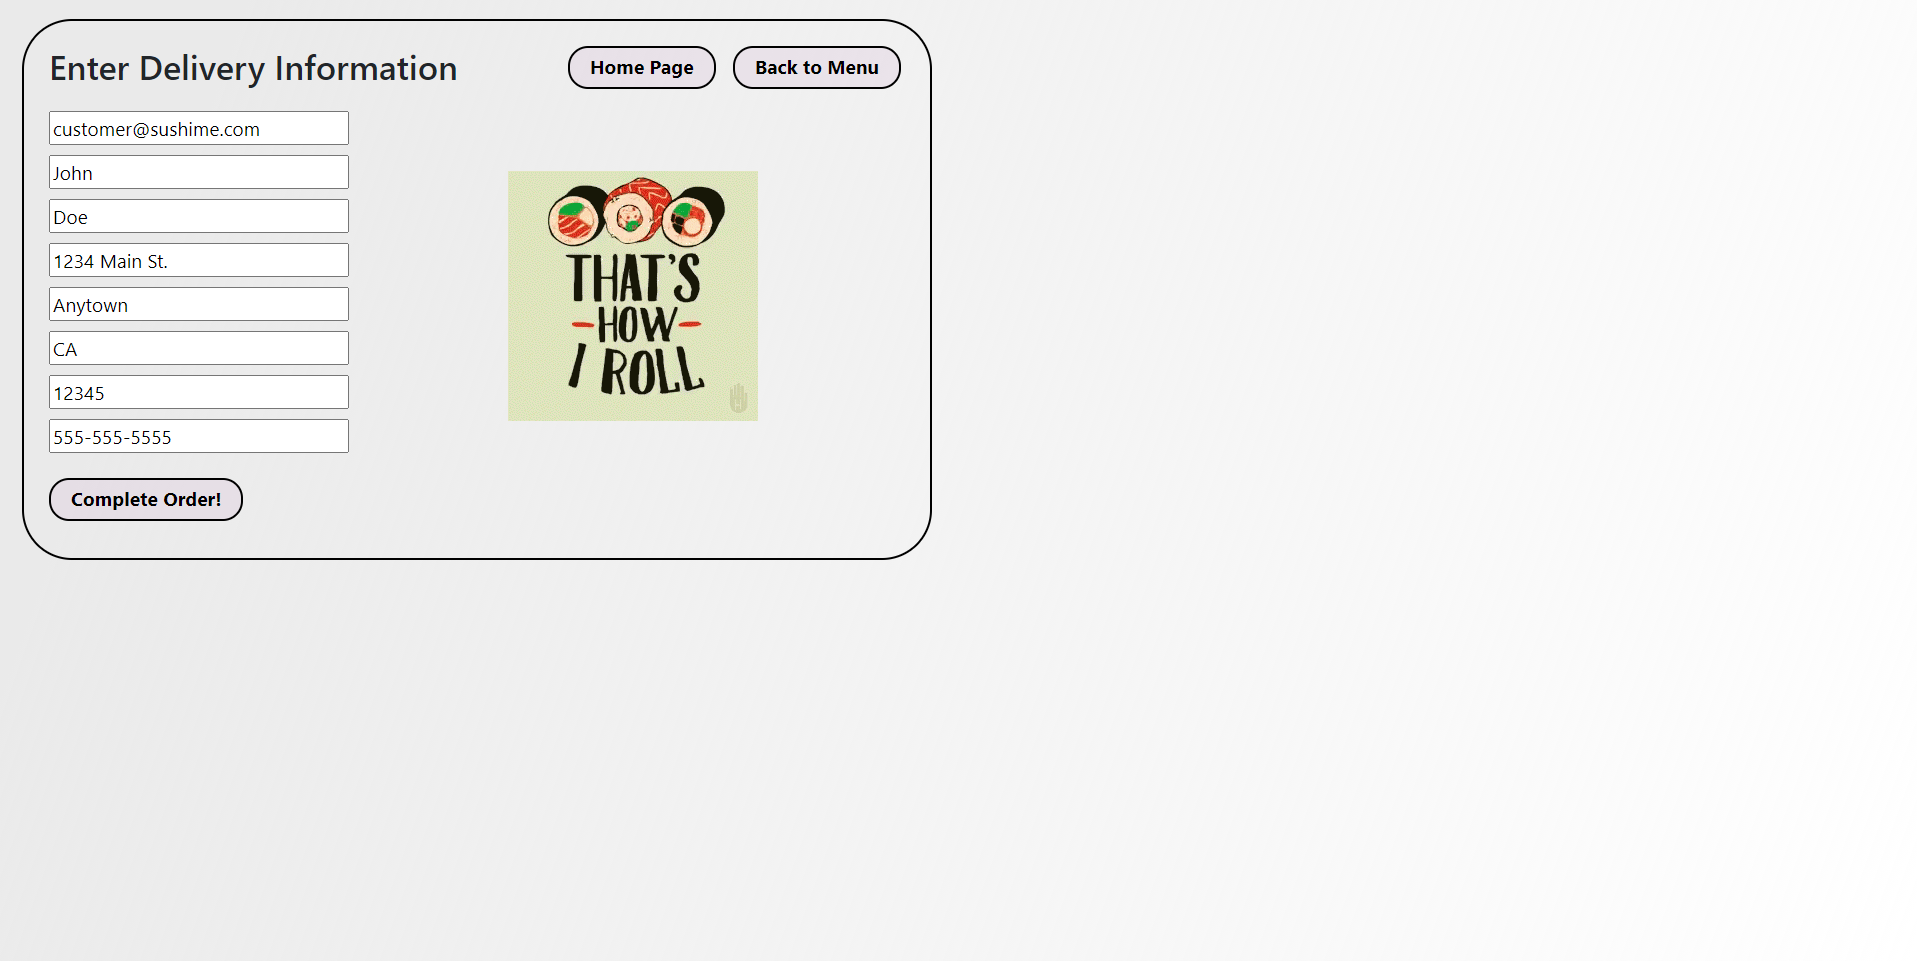 Enter Delivery Information
Home Page
Back to Menu
customer@sushime.com
John
Doe
1234 Main St.
Anytown
CA
12345
555-555-5555
THAT'S
HOW
I ROLL
Complete Order!